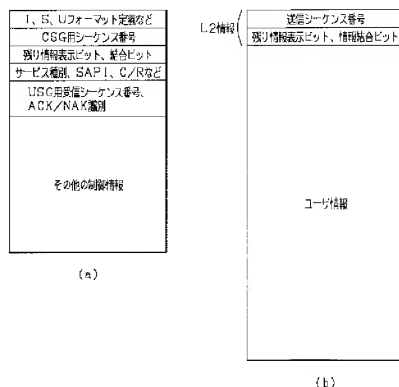 I、S、Uフォーマット定義など
CSG用シーケンス番号
残り情報表示ビット、結合ビット
サービス種別、SAPI、C/Rなど
USG用受信シーケンス番号、
ACK/NAK識別
その他の制御情報
(a)
L2情報
送信シーケンス番号
残り情報表示ビット、情報結合ビット
ユーザ情報
(b)